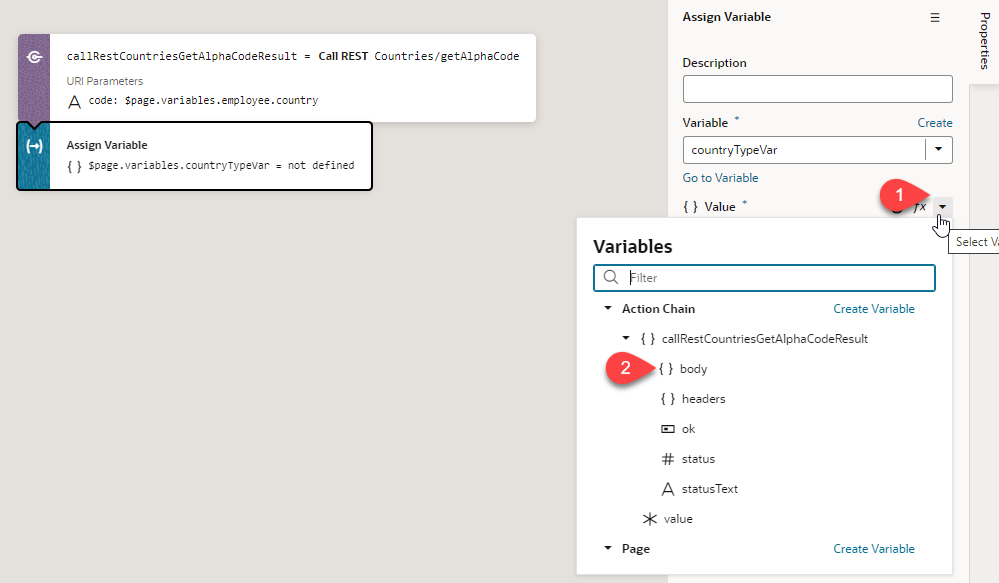 Assign Variable
Properties
callRestCountriesGetAlphaCodeResult = Call REST Countries/getAlphaCode
URI Parameters
A code: $page.variables.employee.country
Assign Variable
{ } $page.variables.countryTypeVar = not defined
Description
Variable *
Create
countryTypeVar
Go to Variable
{ } Value *
1
fx
Select Va
Variables
Filter
Action Chain
Create Variable
{ } callRestCountriesGetAlphaCodeResult
2
{ } body
{ } headers
ok
# status
A statusText
value
Page
Create Variable